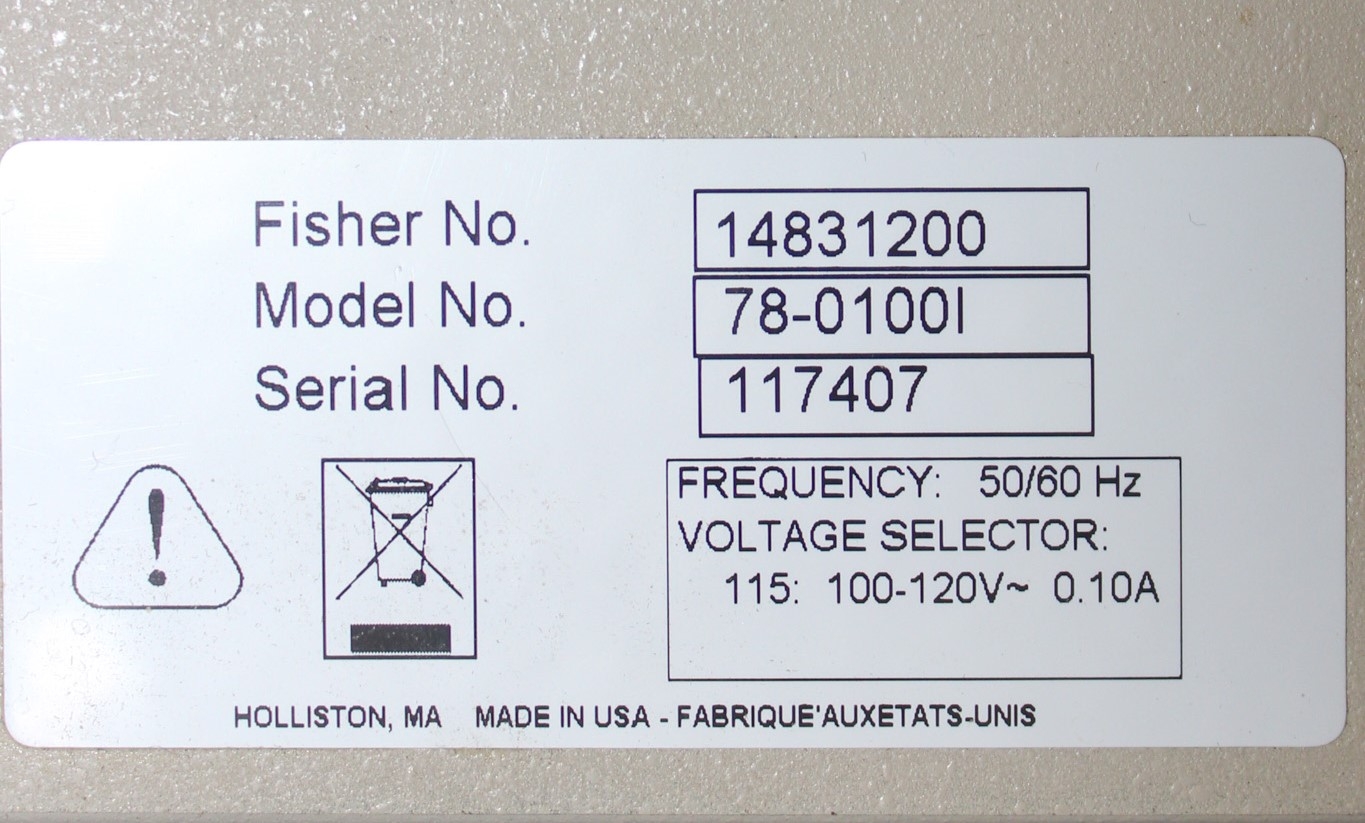 Fisher No. 14831200
Model No. 78-0100I
Serial No. 117407
FREQUENCY: 50/60 Hz
VOLTAGE SELECTOR:
115: 100-120V~ 0.10A
HOLLISTON, MA MADE IN USA - FABRIQUE'AUXETATS-UNIS